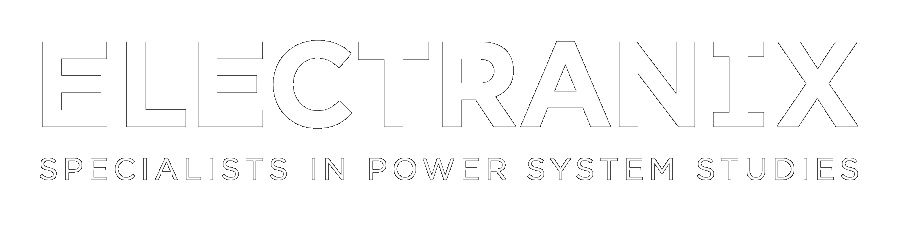 ELECTRANIX
SPECIALISTS IN POWER SYSTEM STUDIES